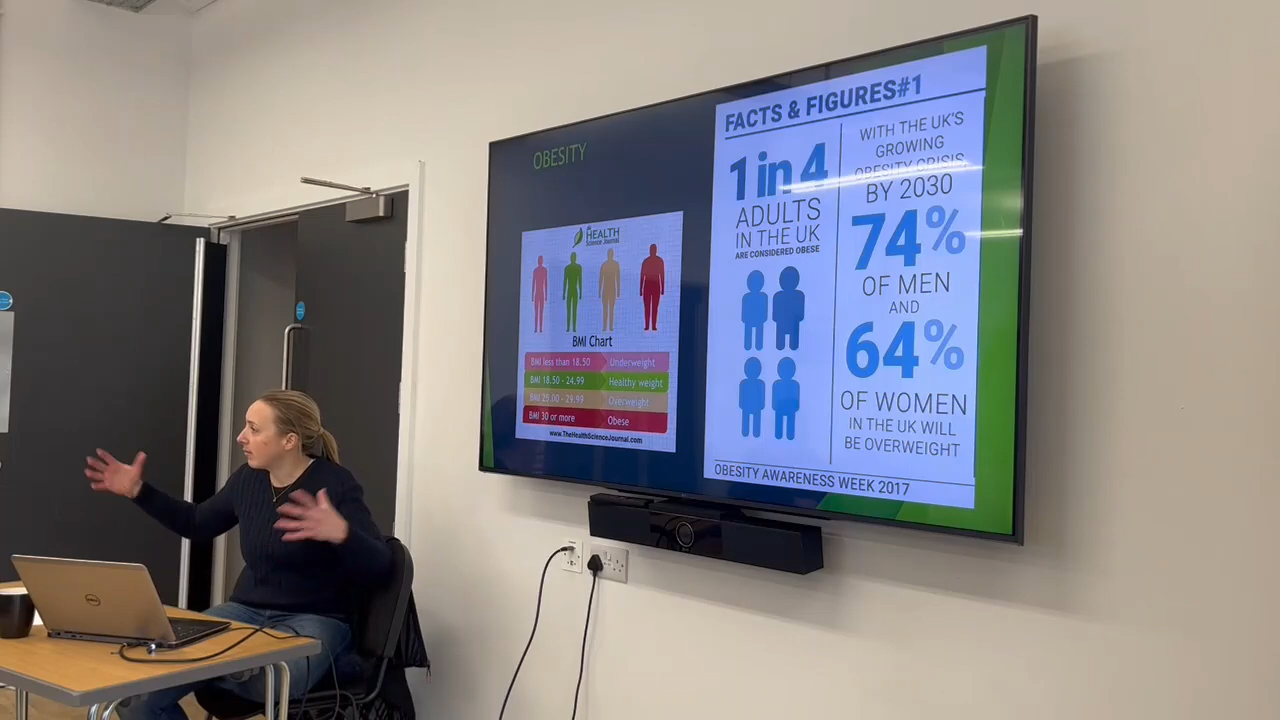 OBESITY
HEALTH
Science Journal
BMI Chart
BMI less than 18.50 Underweight
BMI 18.50 - 24.99 Healthy weight
BMI 25.00 - 29.99 Overweight
BMI 30 or more Obese
www.TheHealthScienceJournal.com
FACTS & FIGURES#1
1 in 4
ADULTS
IN THE UK
ARE CONSIDERED OBESE
WITH THE UK'S
GROWING
OBESITY CRISIS,
BY 2030
74%
OF MEN
AND
64%
OF WOMEN
IN THE UK WILL
BE OVERWEIGHT
OBESITY AWARENESS WEEK 2017
DELL